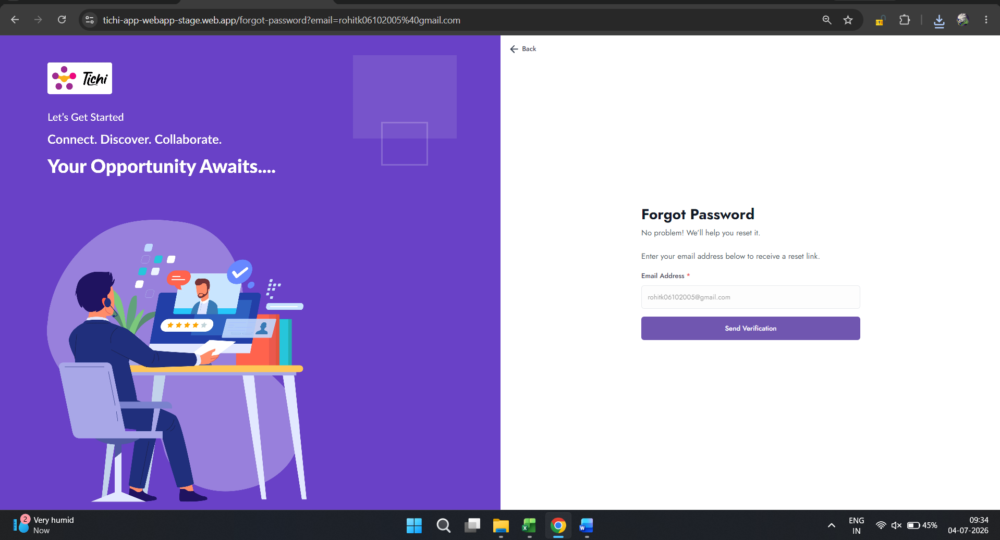 tichi-app-webapp-stage.web.app/forgot-password?email=rohitk06102005%40gmail.com
Tichi
Let's Get Started
Connect. Discover. Collaborate.
Your Opportunity Awaits....
Back
Forgot Password
No problem! We'll help you reset it.
Enter your email address below to receive a reset link.
Email Address *
rohitk06102005@gmail.com
Send Verification
2
Very humid
Now
X
W
ENG
IN
45%
09:34
04-07-2026